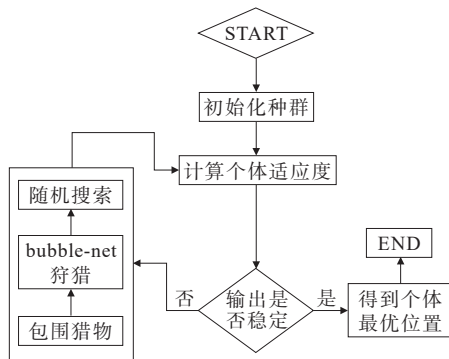 START
初始化种群
计算个体适应度
随机搜索
bubble-net
狩猎
包围猎物
否
输出是
否稳定
是
END
得到个体
最优位置